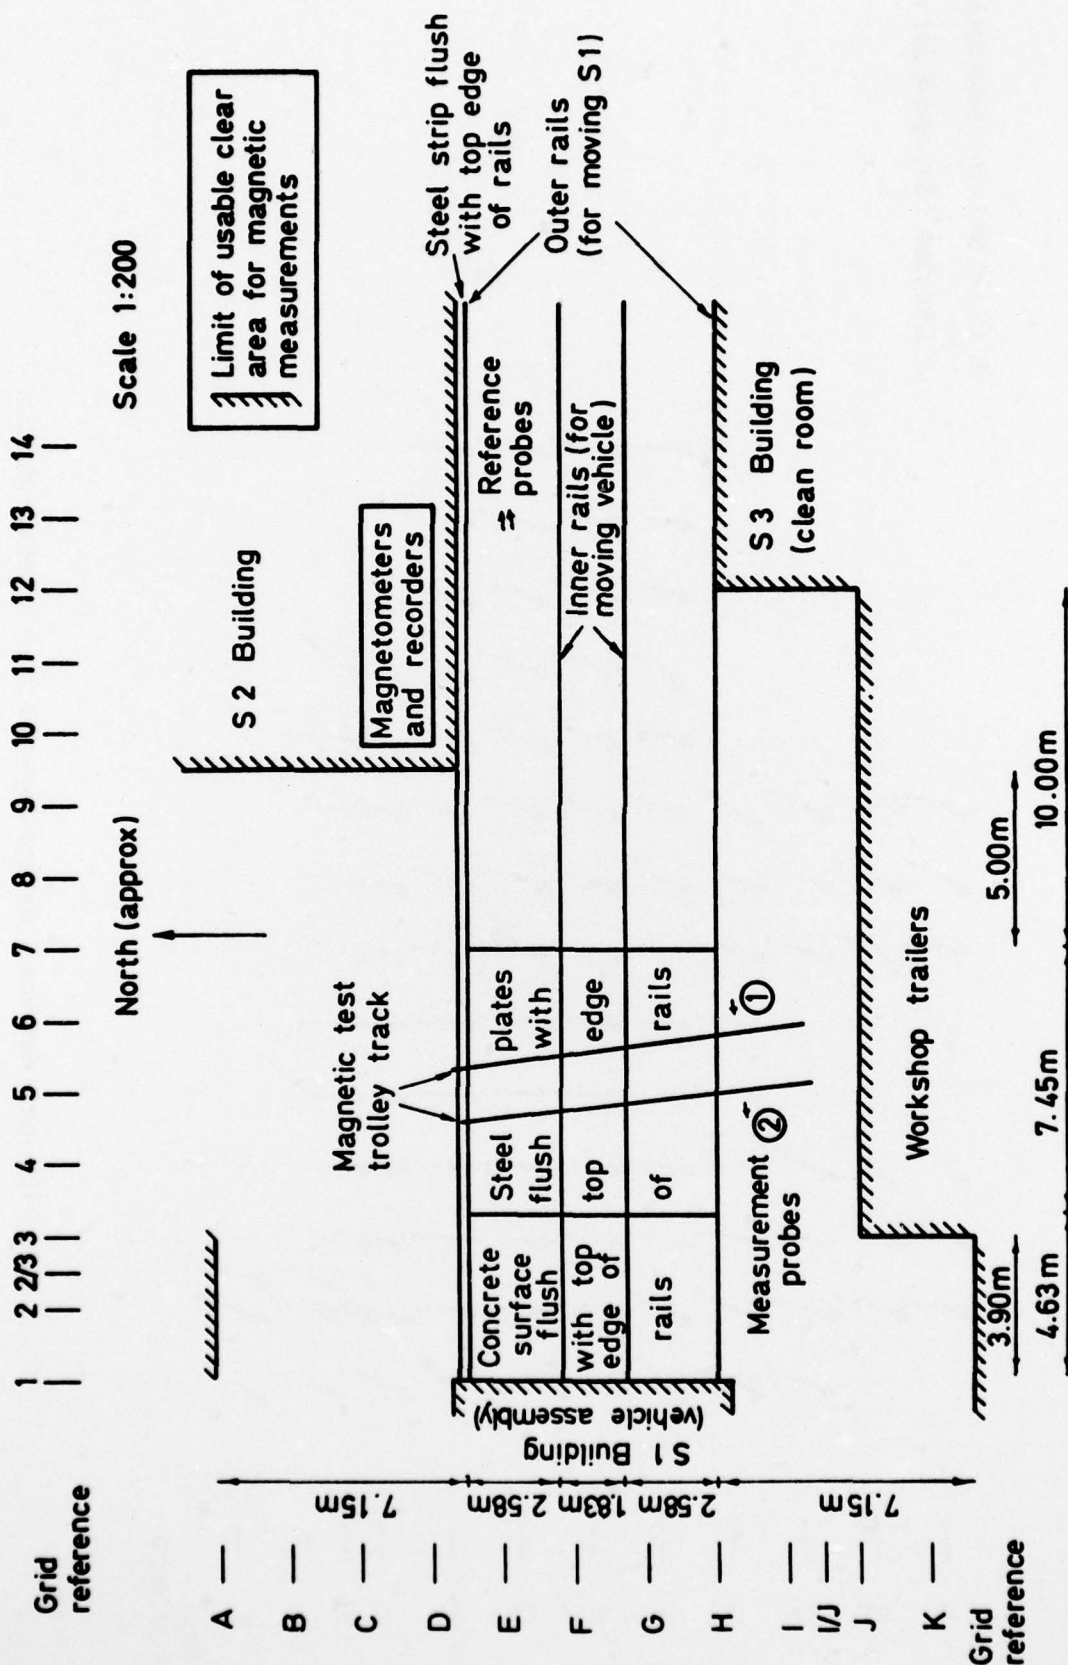 Grid
reference
1
2
2/3
3
4
5
6
7
8
9
10
11
12
13
14
North (approx)
Scale 1:200
Limit of usable clear
area for magnetic
measurements
S 2 Building
Magnetometers
and recorders
Steel strip flush
with top edge
of rails
Outer rails
(for moving S1)
Magnetic test
trolley track
Reference
probes
Inner rails (for
moving vehicle)
S 3 Building
(clean room)
Concrete
surface
flush
with top
edge of
rails
Steel
flush
top
of
plates
with
edge
rails
Measurement
probes
②
①
Workshop trailers
S 1 Building
(vehicle assembly)
7.15m
2.58m
1.83m
2.58m
7.15m
A
B
C
D
E
F
G
H
I
I/J
J
K
Grid
reference
3.90m
5.00m
4.63m
7.45m
10.00m